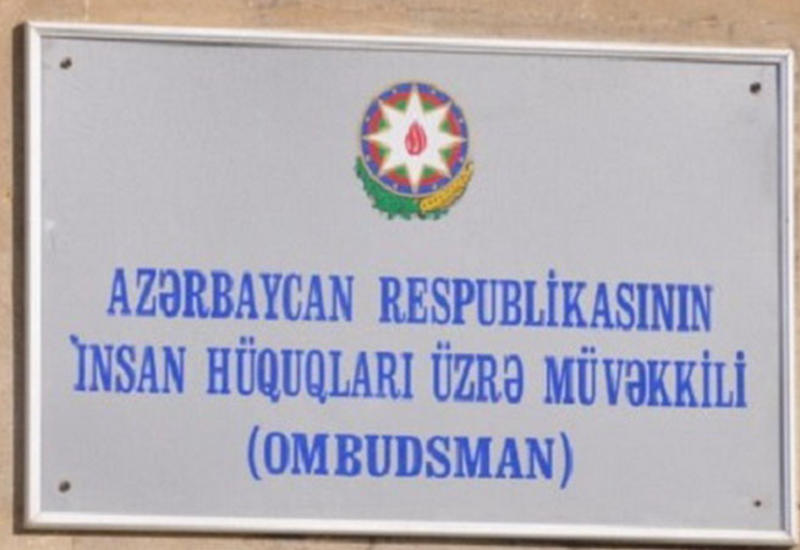 AZƏRBAYCAN RESPUBLİKASININ
İNSAN HÜQUQLARI ÜZRƏ MÜVƏKKİLİ
(OMBUDSMAN)